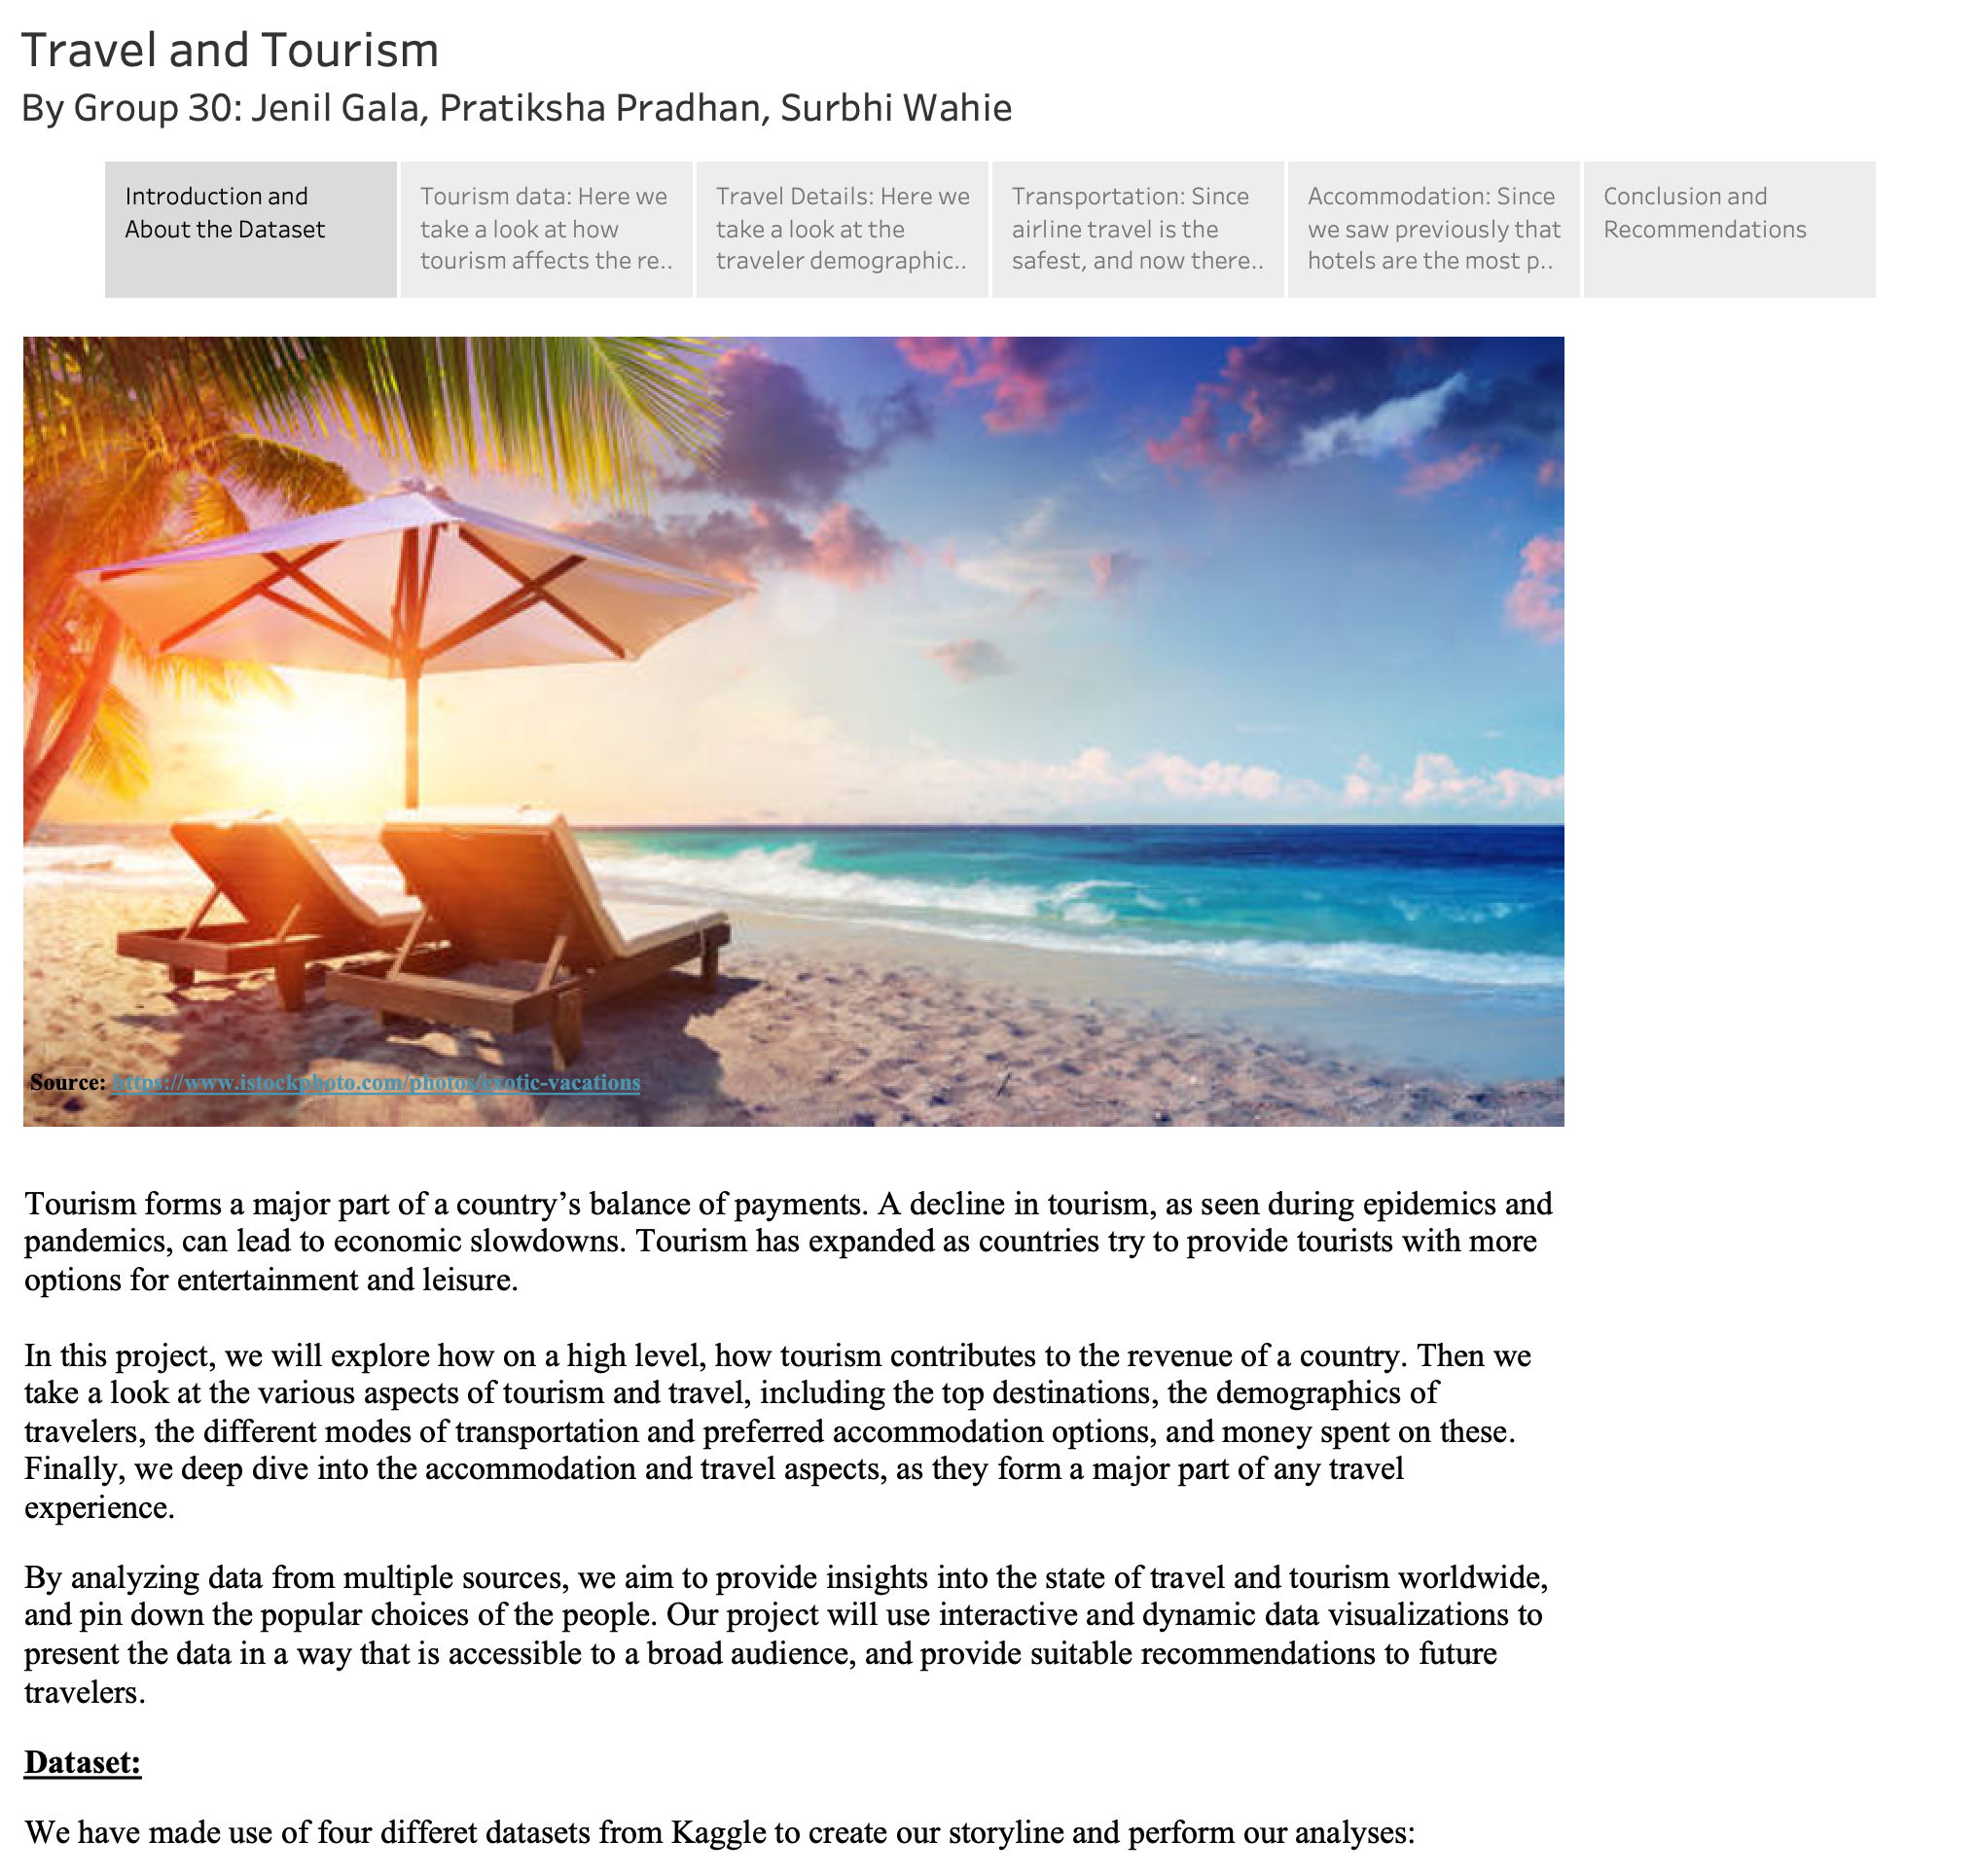 Travel and Tourism
By Group 30: Jenil Gala, Pratiksha Pradhan, Surbhi Wahie
Introduction and
About the Dataset
Tourism data: Here we
take a look at how
tourism affects the re..
Travel Details: Here we
take a look at the
traveler demographic..
Transportation: Since
airline travel is the
safest, and now there..
Accommodation: Since
we saw previously that
hotels are the most p..
Conclusion and
Recommendations
Source: https://www.istockphoto.com/photos/exotic-vacations
Tourism forms a major part of a country’s balance of payments. A decline in tourism, as seen during epidemics and
pandemics, can lead to economic slowdowns. Tourism has expanded as countries try to provide tourists with more
options for entertainment and leisure.
In this project, we will explore how on a high level, how tourism contributes to the revenue of a country. Then we
take a look at the various aspects of tourism and travel, including the top destinations, the demographics of
travelers, the different modes of transportation and preferred accommodation options, and money spent on these.
Finally, we deep dive into the accommodation and travel aspects, as they form a major part of any travel
experience.
By analyzing data from multiple sources, we aim to provide insights into the state of travel and tourism worldwide,
and pin down the popular choices of the people. Our project will use interactive and dynamic data visualizations to
present the data in a way that is accessible to a broad audience, and provide suitable recommendations to future
travelers.
Dataset:
We have made use of four differet datasets from Kaggle to create our storyline and perform our analyses: